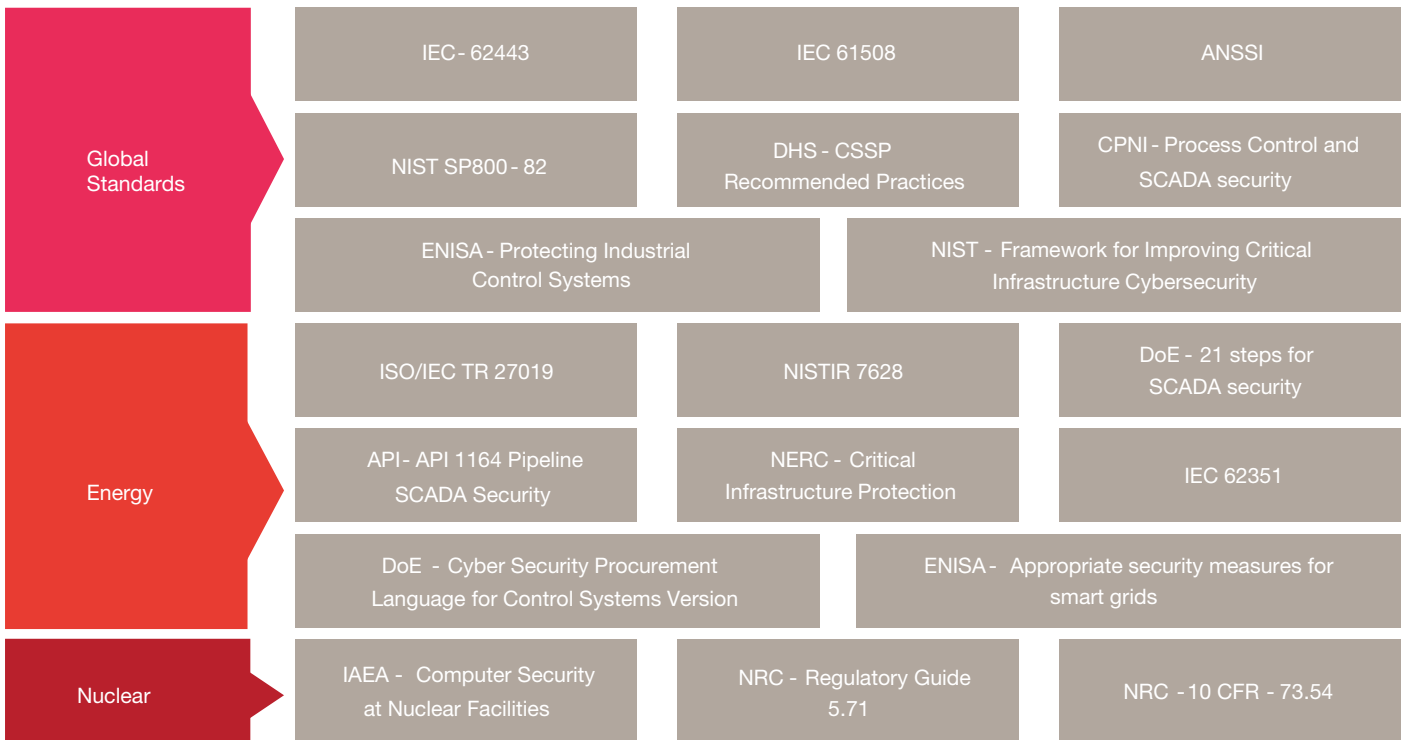 Global
Standards
IEC - 62443
IEC 61508
ANSSI
NIST SP800 - 82
DHS - CSSP
Recommended Practices
CPNI - Process Control and
SCADA security
ENISA - Protecting Industrial
Control Systems
NIST - Framework for Improving Critical
Infrastructure Cybersecurity
Energy
ISO/IEC TR 27019
NISTIR 7628
DoE - 21 steps for
SCADA security
API - API 1164 Pipeline
SCADA Security
NERC - Critical
Infrastructure Protection
IEC 62351
DoE - Cyber Security Procurement
Language for Control Systems Version
ENISA - Appropriate security measures for
smart grids
Nuclear
IAEA - Computer Security
at Nuclear Facilities
NRC - Regulatory Guide
5.71
NRC - 10 CFR - 73.54